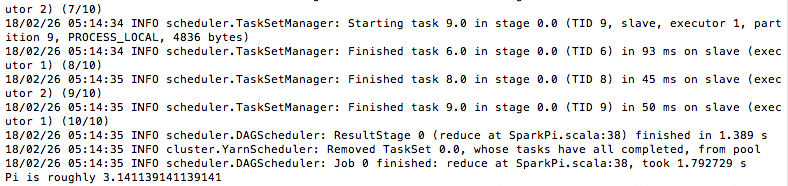 utor 2) (7/10)
18/02/26 05:14:34 INFO scheduler.TaskSetManager: Starting task 9.0 in stage 0.0 (TID 9, slave, executor 1, part
ition 9, PROCESS_LOCAL, 4836 bytes)
18/02/26 05:14:34 INFO scheduler.TaskSetManager: Finished task 6.0 in stage 0.0 (TID 6) in 93 ms on slave (exec
utor 1) (8/10)
18/02/26 05:14:35 INFO scheduler.TaskSetManager: Finished task 8.0 in stage 0.0 (TID 8) in 45 ms on slave (exec
utor 2) (9/10)
18/02/26 05:14:35 INFO scheduler.TaskSetManager: Finished task 9.0 in stage 0.0 (TID 9) in 50 ms on slave (exec
utor 1) (10/10)
18/02/26 05:14:35 INFO scheduler.DAGScheduler: ResultStage 0 (reduce at SparkPi.scala:38) finished in 1.389 s
18/02/26 05:14:35 INFO cluster.YarnScheduler: Removed TaskSet 0.0, whose tasks have all completed, from pool
18/02/26 05:14:35 INFO scheduler.DAGScheduler: Job 0 finished: reduce at SparkPi.scala:38, took 1.792729 s
Pi is roughly 3.141139141139141